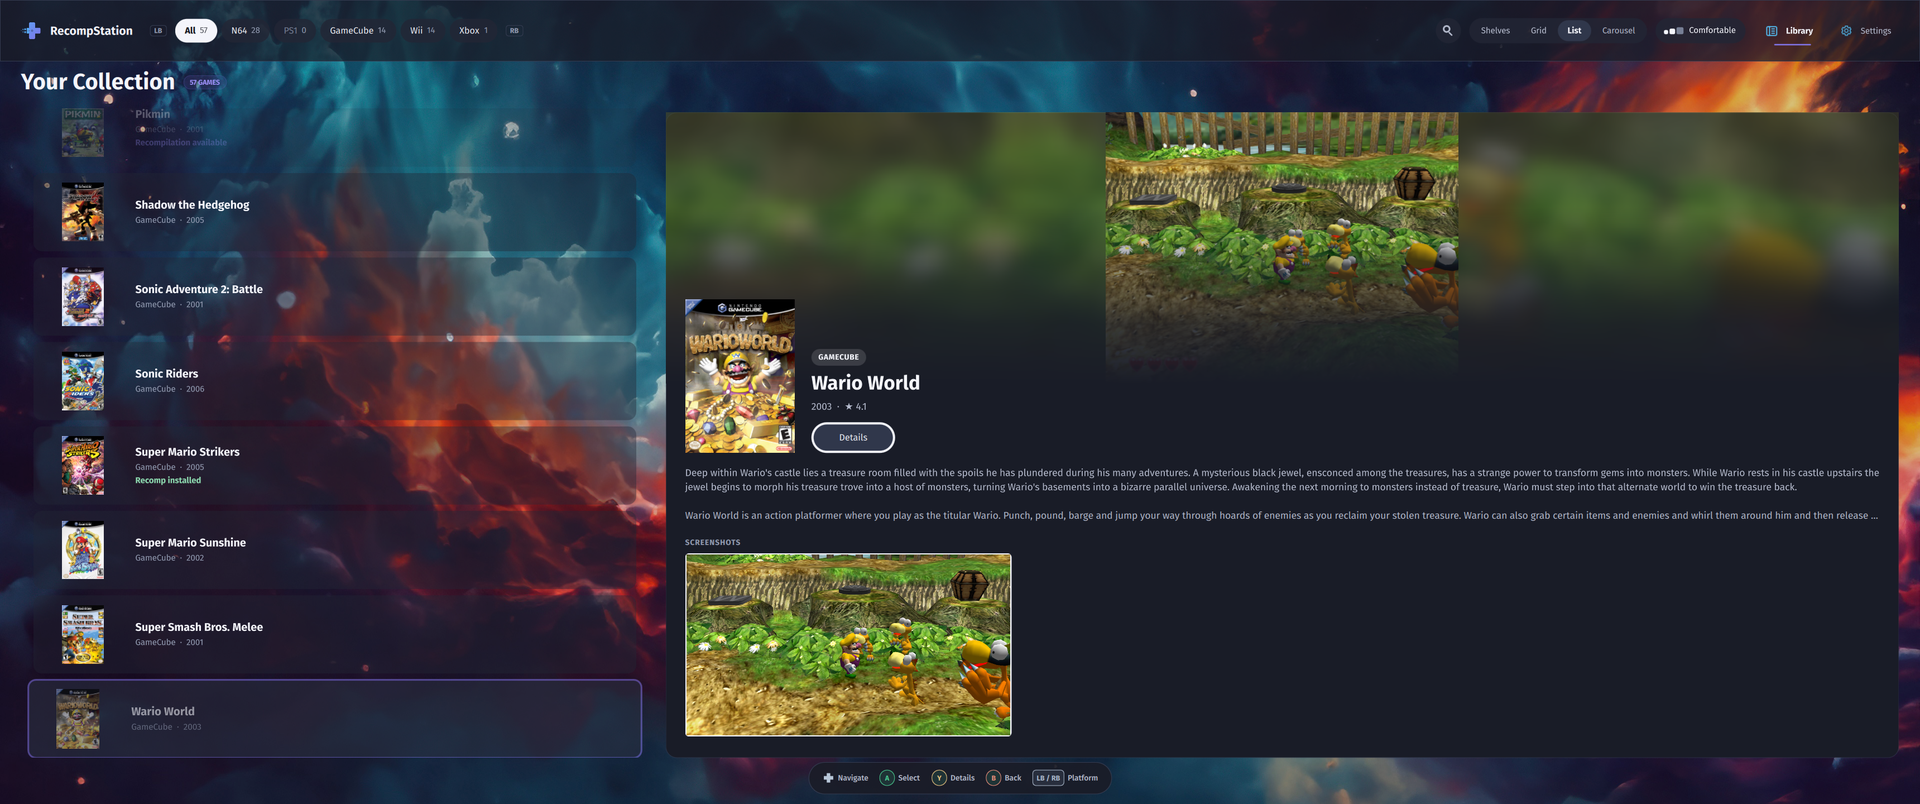 RecompStation
LB
All 57
N64 28
PS1 0
GameCube 14
Wii 14
Xbox 1
RB
Shelves
Grid
List
Carousel
Comfortable
Library
Settings
Your Collection
57 GAMES
PIKMIN
Pikmin
GameCube · 2001
Recompilation available
Shadow the Hedgehog
GameCube · 2005
Sonic Adventure 2: Battle
GameCube · 2001
SONIC
RIDERS
Sonic Riders
GameCube · 2006
Super Mario Strikers
GameCube · 2005
Recomp installed
Super Mario Sunshine
GameCube · 2002
Super Smash Bros. Melee
GameCube · 2001
WARIOWORLD
Wario World
GameCube · 2003
NINTENDO
GAMECUBE
WARIOWORLD
E
GAMECUBE
Wario World
2003 · ★ 4.1
Details
Deep within Wario's castle lies a treasure room filled with the spoils he has plundered during his many adventures. A mysterious black jewel, ensconced among the treasures, has a strange power to transform gems into monsters. While Wario rests in his castle upstairs the
jewel begins to morph his treasure trove into a host of monsters, turning Wario's basements into a bizarre parallel universe. Awakening the next morning to monsters instead of treasure, Wario must step into that alternate world to win the treasure back.
Wario World is an action platformer where you play as the titular Wario. Punch, pound, barge and jump your way through hoards of enemies as you reclaim your stolen treasure. Wario can also grab certain items and enemies and whirl them around him and then release ...
SCREENSHOTS
Navigate
A Select
Y Details
B Back
LB / RB Platform